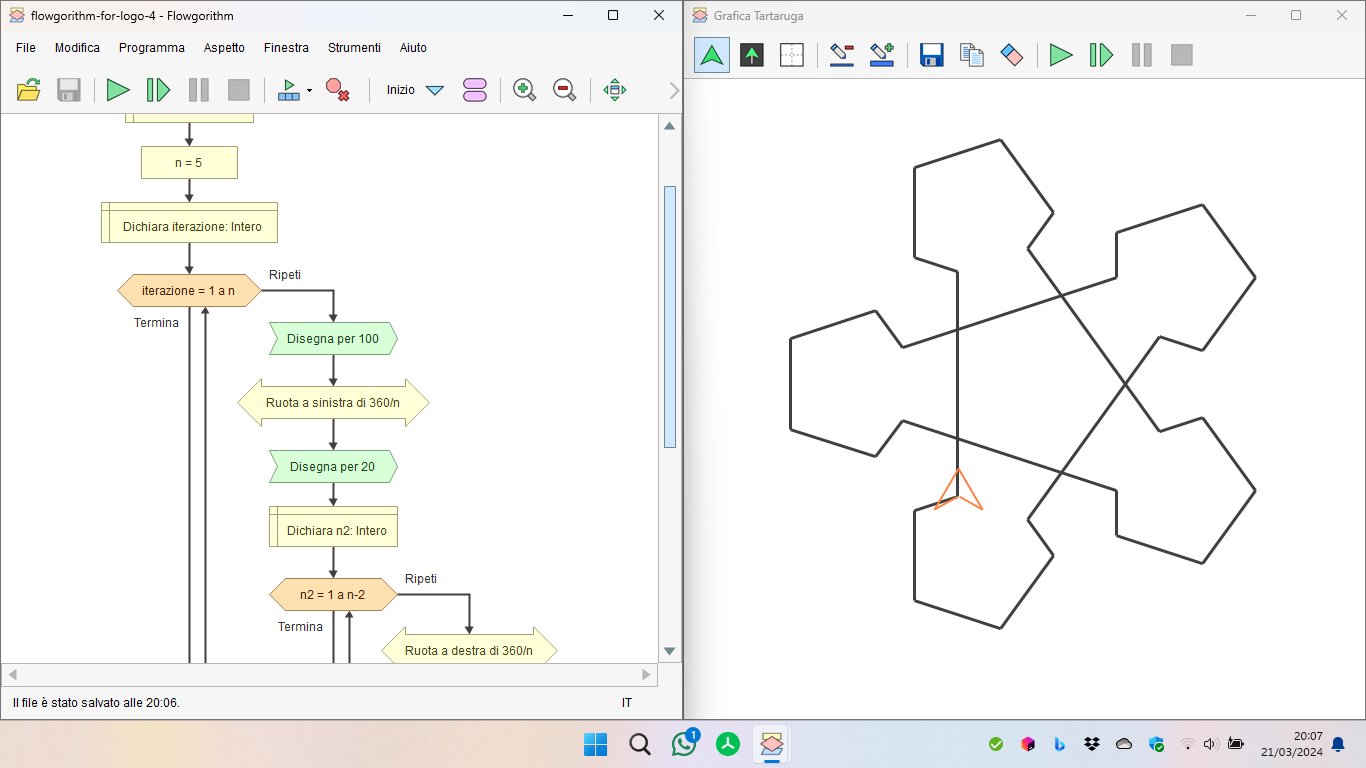 flowgorithm-for-logo-4 - Flowgorithm
File Modifica Programma Aspetto Finestra Strumenti Aiuto
Inizio
n = 5
Dichiara iterazione: Intero
Ripeti
iterazione = 1 a n
Termina
Disegna per 100
Ruota a sinistra di 360/n
Disegna per 20
Dichiara n2: Intero
Ripeti
n2 = 1 a n-2
Termina
Ruota a destra di 360/n
Il file è stato salvato alle 20:06.
IT
Grafica Tartaruga
1
20:07
21/03/2024